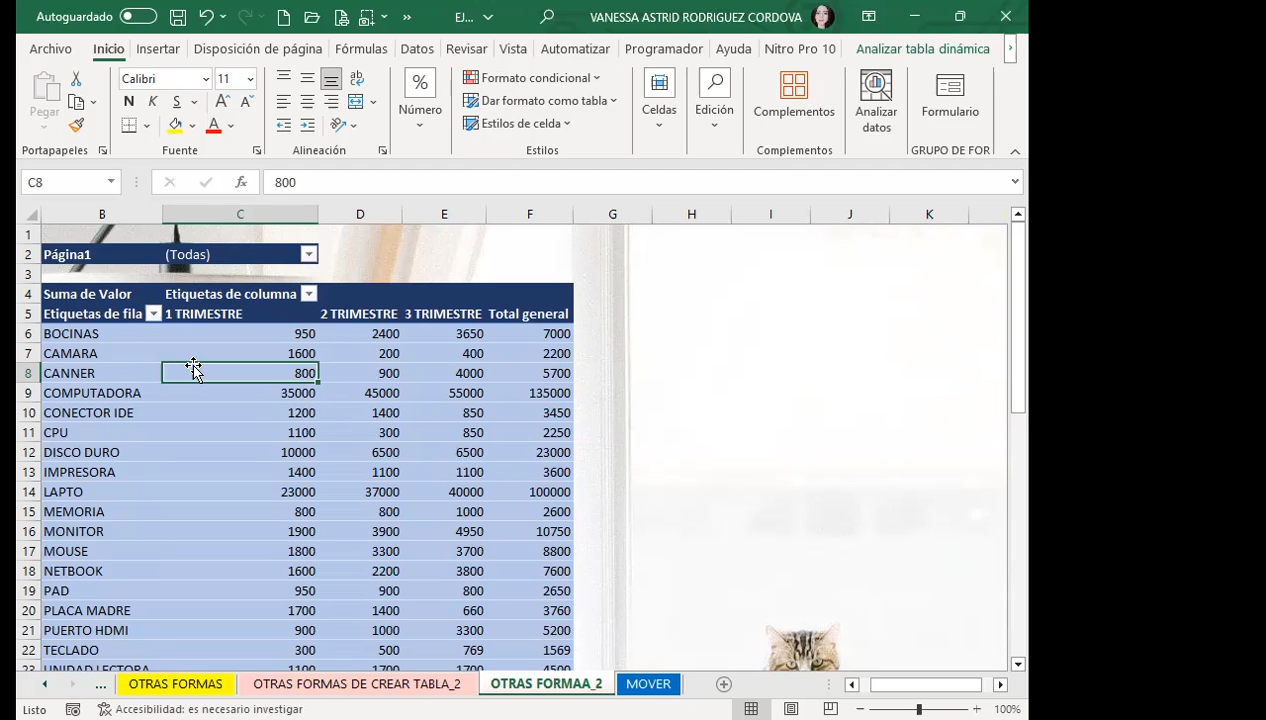 Autoguardado EJ... VANESSA ASTRID RODRIGUEZ CORDOVA
Archivo Inicio Insertar Disposición de página Fórmulas Datos Revisar Vista Automatizar Programador Ayuda Nitro Pro 10 Analizar tabla dinámica
Pegar
Portapapeles
Calibri 11
N K S
Fuente
Alineación
% Número
Formato condicional
Dar formato como tabla
Estilos de celda
Estilos
Celdas
Edición
Complementos
Complementos
Analizar datos
Formulario
GRUPO DE FOR
C8 fx 800
B C D E F G H I J K
1
2 Página1 (Todas)
3
4 Suma de Valor Etiquetas de columna
5 Etiquetas de fila 1 TRIMESTRE 2 TRIMESTRE 3 TRIMESTRE Total general
6 BOCINAS 950 2400 3650 7000
7 CAMARA 1600 200 400 2200
8 CANNER 800 900 4000 5700
9 COMPUTADORA 35000 45000 55000 135000
10 CONECTOR IDE 1200 1400 850 3450
11 CPU 1100 300 850 2250
12 DISCO DURO 10000 6500 6500 23000
13 IMPRESORA 1400 1100 1100 3600
14 LAPTO 23000 37000 40000 100000
15 MEMORIA 800 800 1000 2600
16 MONITOR 1900 3900 4950 10750
17 MOUSE 1800 3300 3700 8800
18 NETBOOK 1600 2200 3800 7600
19 PAD 950 900 800 2650
20 PLACA MADRE 1700 1400 660 3760
21 PUERTO HDMI 900 1000 3300 5200
22 TECLADO 300 500 769 1569
23 UNIDAD LECTORA 1100 1700 1700 4500
... OTRAS FORMAS OTRAS FORMAS DE CREAR TABLA_2 OTRAS FORMAA_2 MOVER
Listo Accesibilidad: es necesario investigar 100%